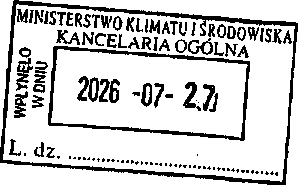 MINISTERSTWO KLIMATU I ŚRODOWISKA
KANCELARIA OGÓLNA
WPŁYNĘŁO
W DNIU
2026 -07- 27
L. dz. ........................................